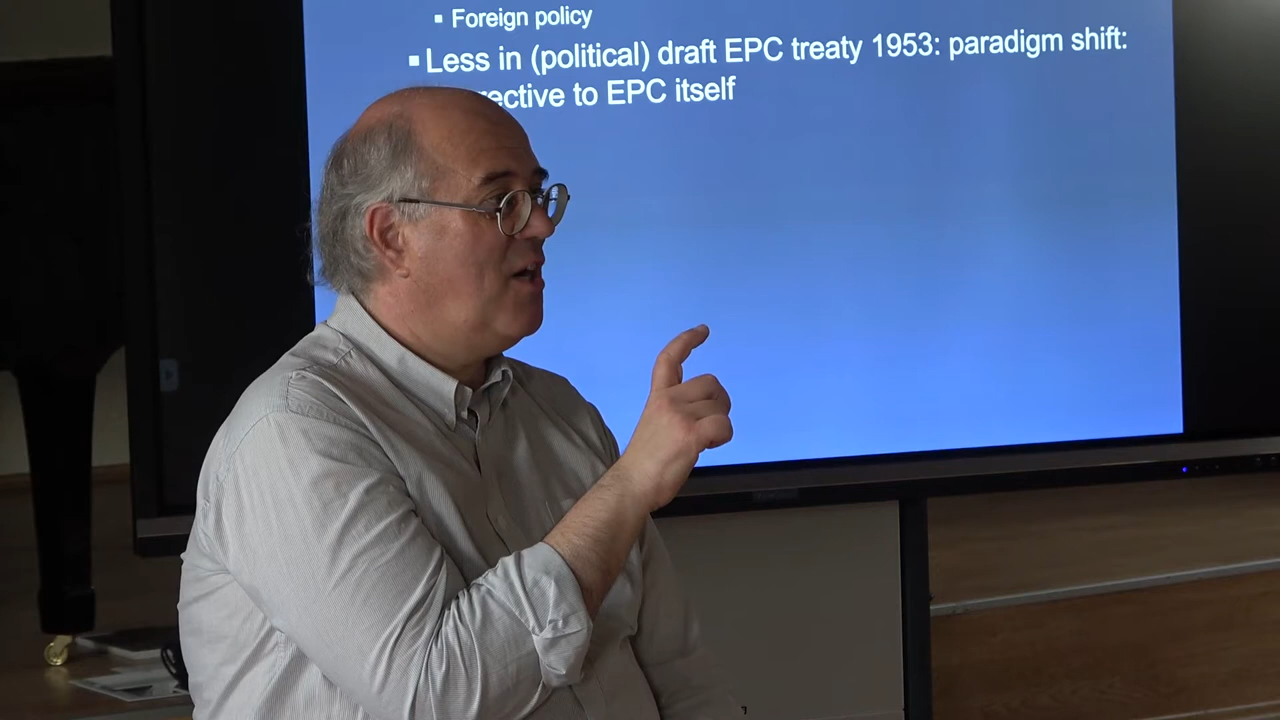 ▪ Foreign policy
▪ Less in (political) draft EPC treaty 1953: paradigm shift:
to EPC itself